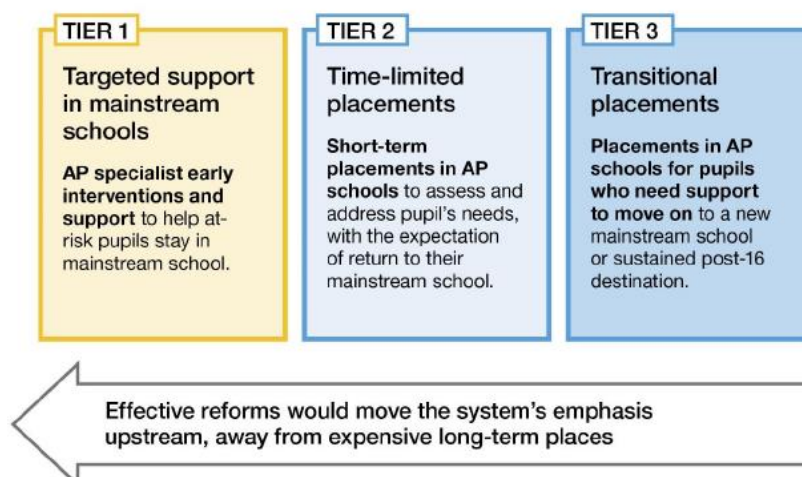 TIER 1
Targeted support
in mainstream
schools
AP specialist early
interventions and
support to help at-
risk pupils stay in
mainstream school.
TIER 2
Time-limited
placements
Short-term
placements in AP
schools to assess and
address pupil's needs,
with the expectation
of return to their
mainstream school.
TIER 3
Transitional
placements
Placements in AP
schools for pupils
who need support
to move on to a new
mainstream school
or sustained post-16
destination.
Effective reforms would move the system's emphasis
upstream, away from expensive long-term places